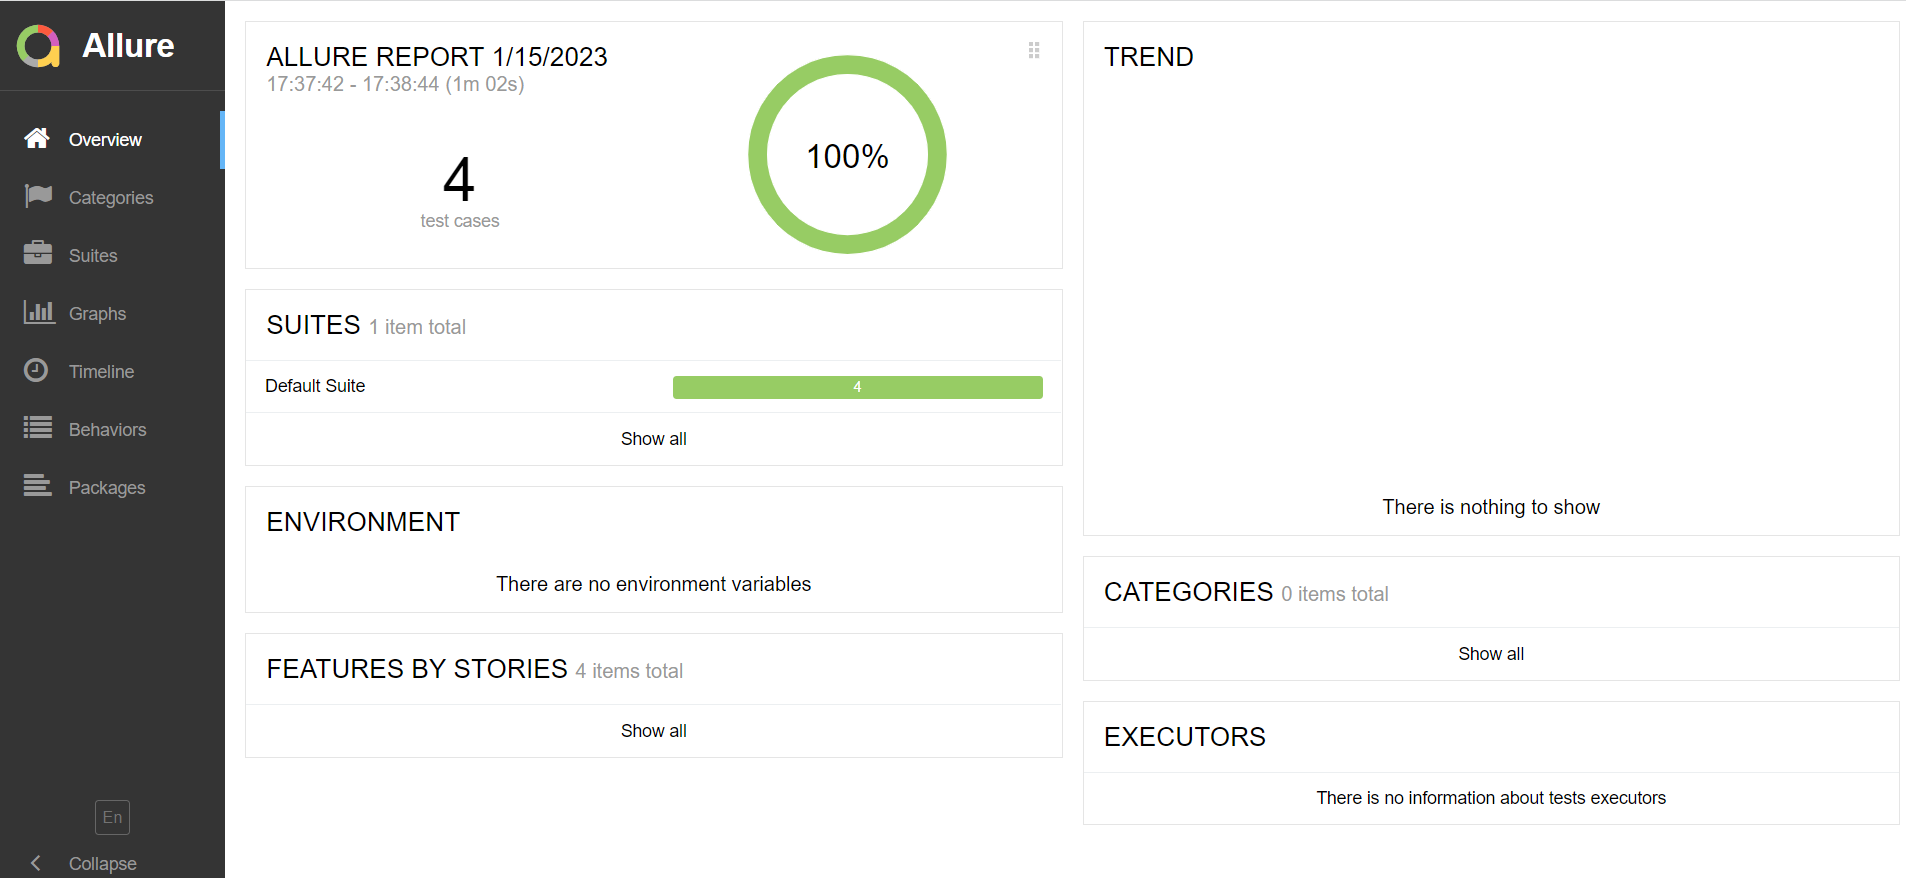 Allure
Overview
Categories
Suites
Graphs
Timeline
Behaviors
Packages
En
Collapse
ALLURE REPORT 1/15/2023
17:37:42 - 17:38:44 (1m 02s)
4
test cases
100%
SUITES 1 item total
Default Suite 4
Show all
ENVIRONMENT
There are no environment variables
FEATURES BY STORIES 4 items total
Show all
TREND
There is nothing to show
CATEGORIES 0 items total
Show all
EXECUTORS
There is no information about tests executors